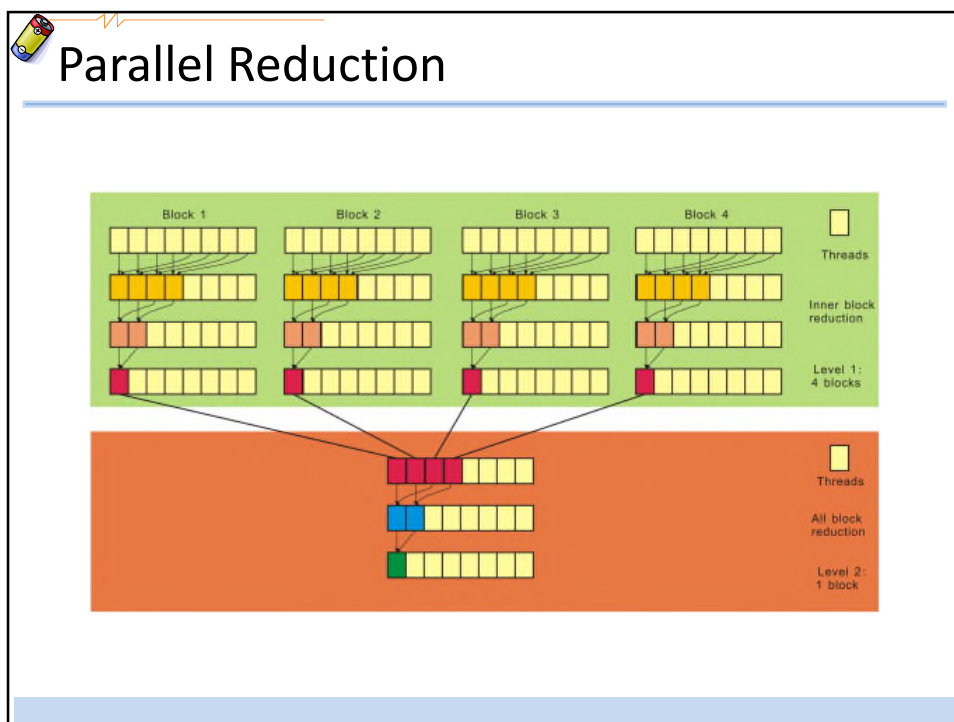 Parallel Reduction
Block 1
Block 2
Block 3
Block 4
Threads
Inner block
reduction
Level 1:
4 blocks
Threads
All block
reduction
Level 2:
1 block